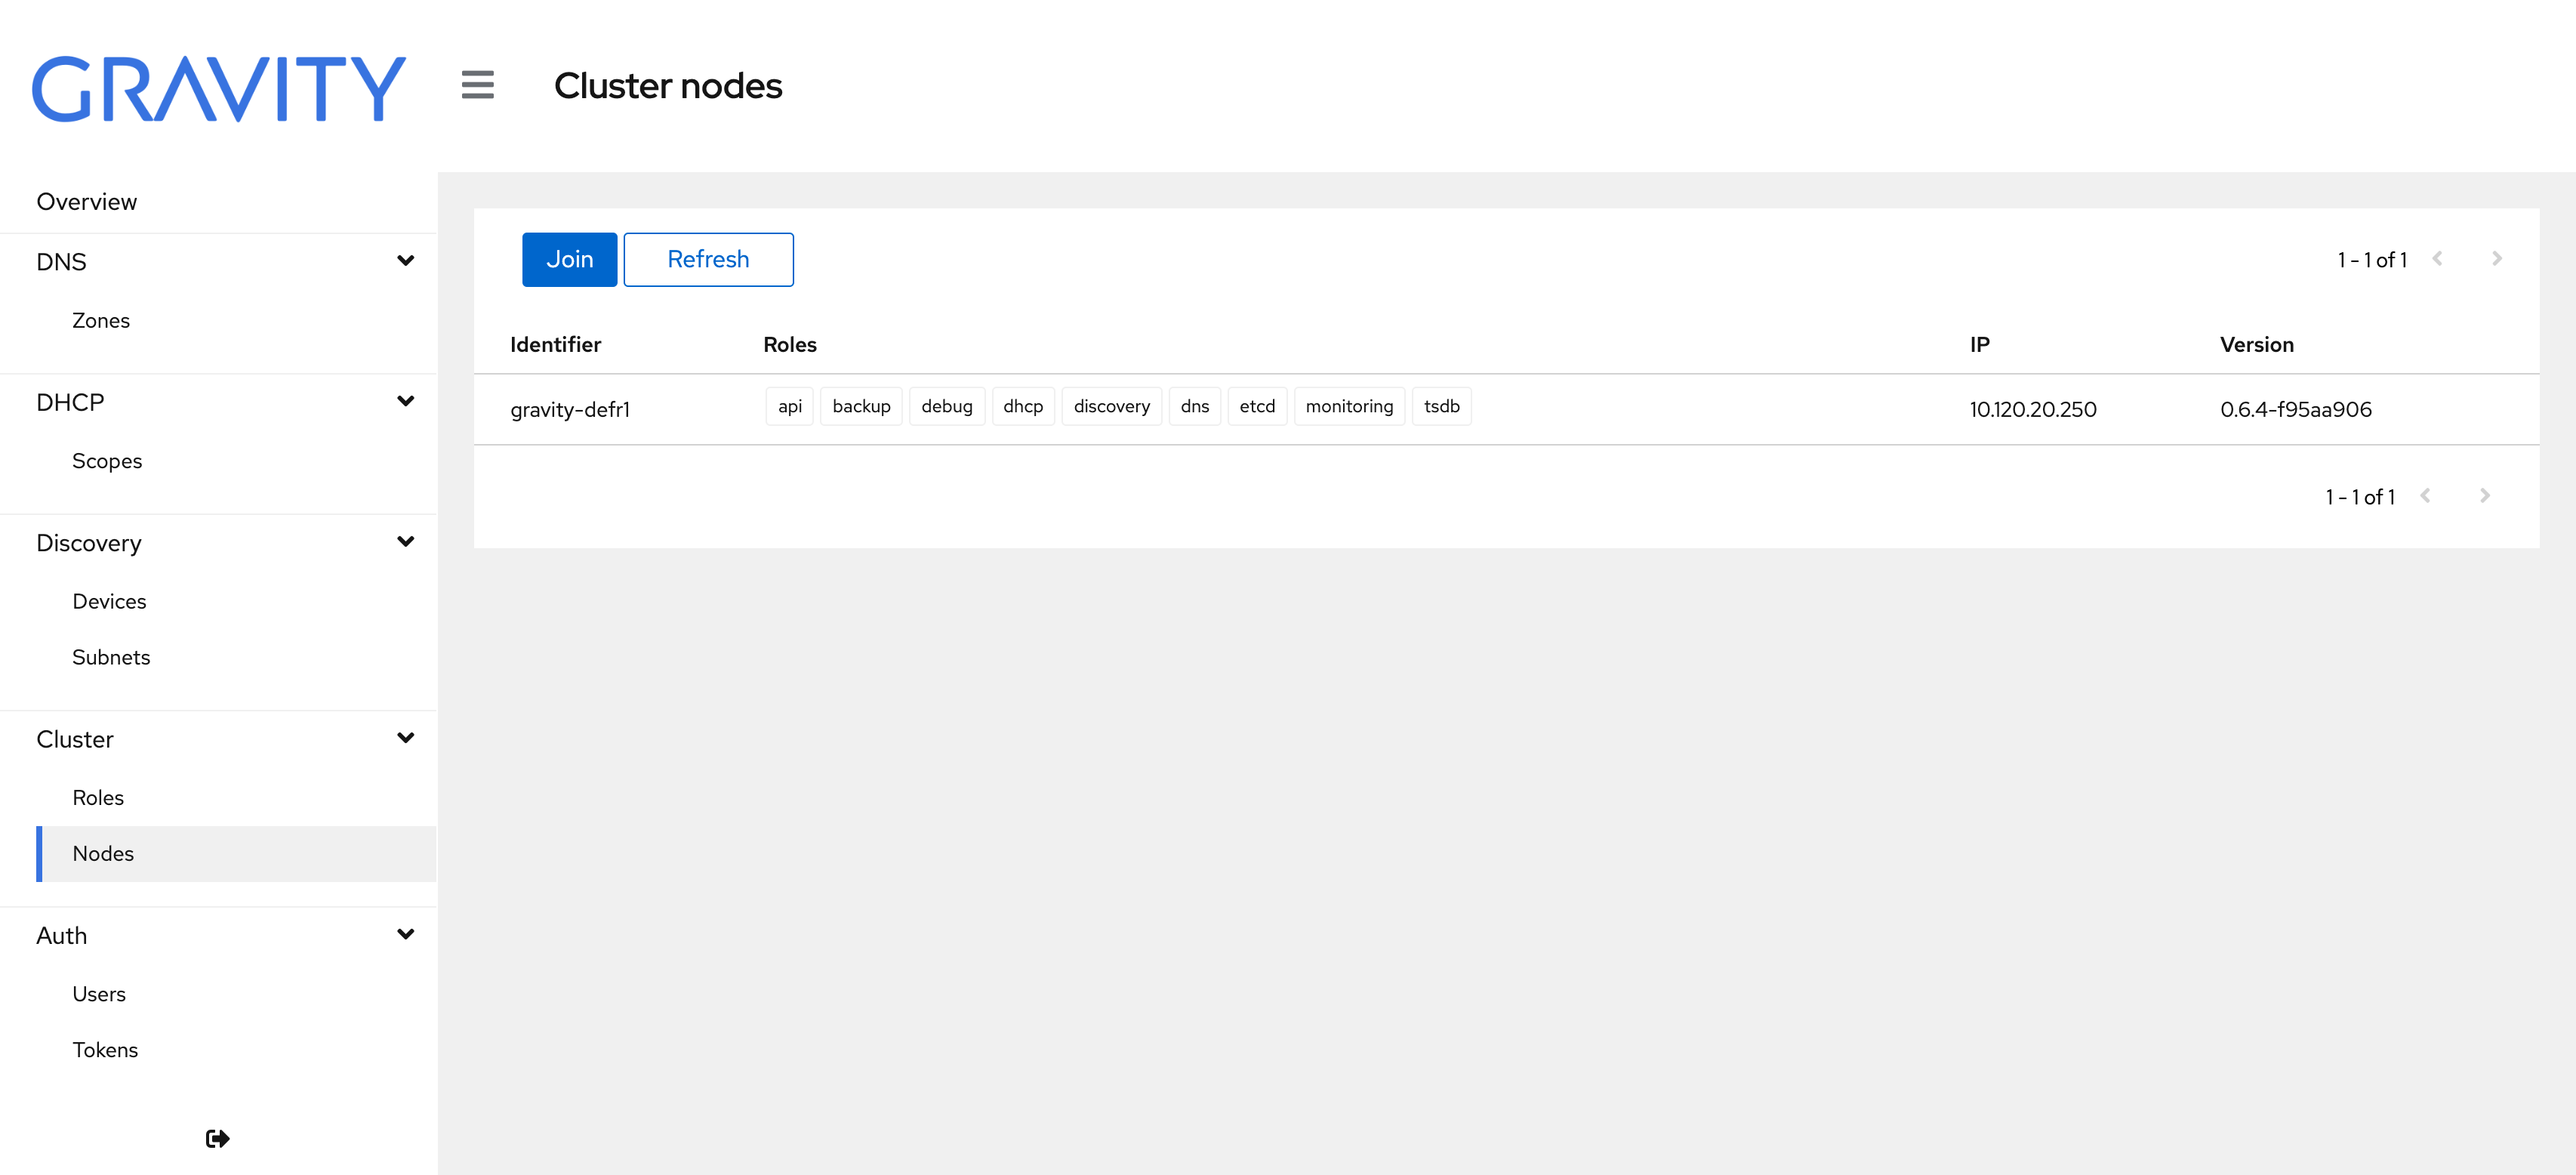 GRAVITY
Cluster nodes
Overview
DNS
Zones
DHCP
Scopes
Discovery
Devices
Subnets
Cluster
Roles
Nodes
Auth
Users
Tokens
Join Refresh 1 - 1 of 1
Identifier Roles IP Version
gravity-defr1 api backup debug dhcp discovery dns etcd monitoring tsdb 10.120.20.250 0.6.4-f95aa906
1 - 1 of 1